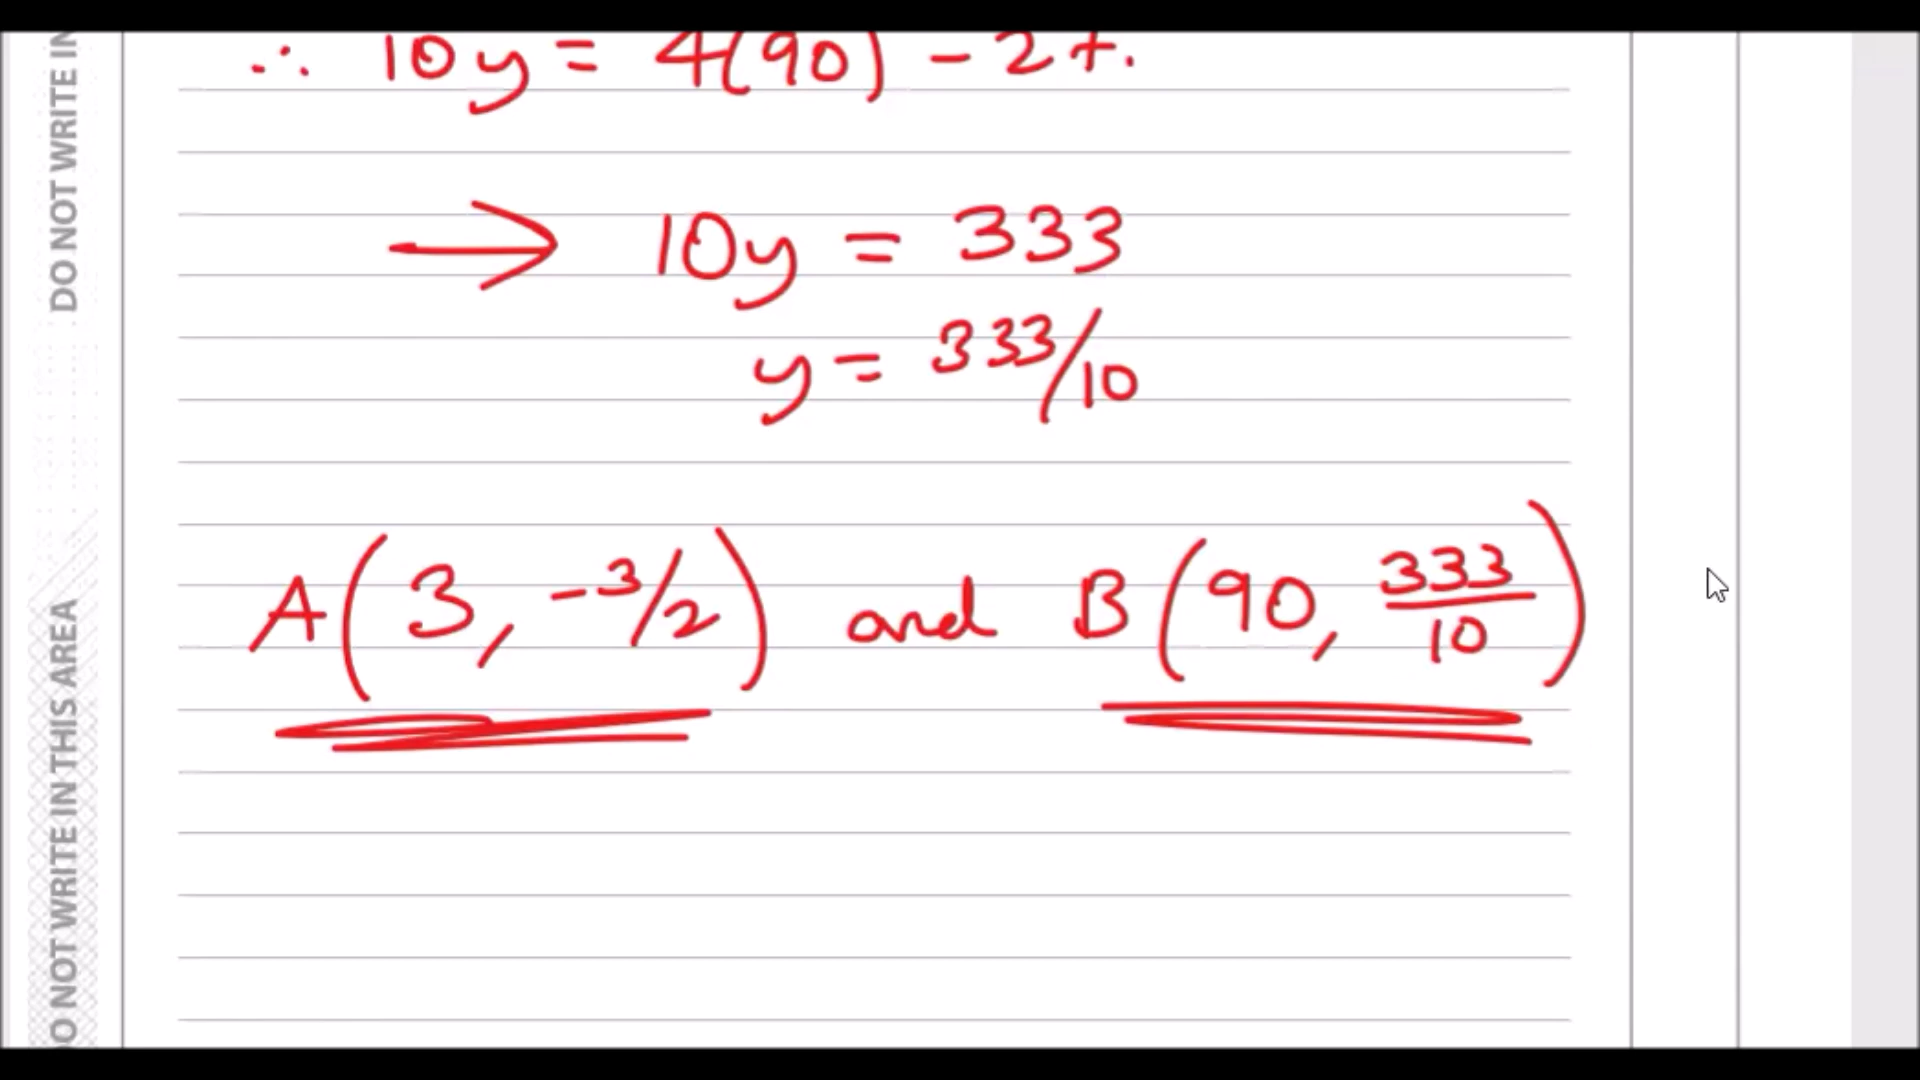 ∴ 10y = 4(90) - 27.
→ 10y = 333
y = 333/10
A(3, -3/2) and B(90, 333/10)
DO NOT WRITE IN
DO NOT WRITE IN THIS AREA